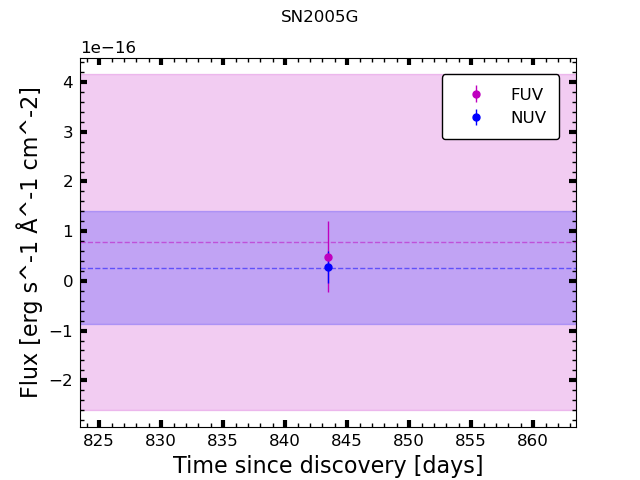 SN2005G
1e−16
FUV
NUV
4
3
2
1
0
−1
−2
Flux [erg s^-1 Å^-1 cm^-2]
825 830 835 840 845 850 855 860
Time since discovery [days]